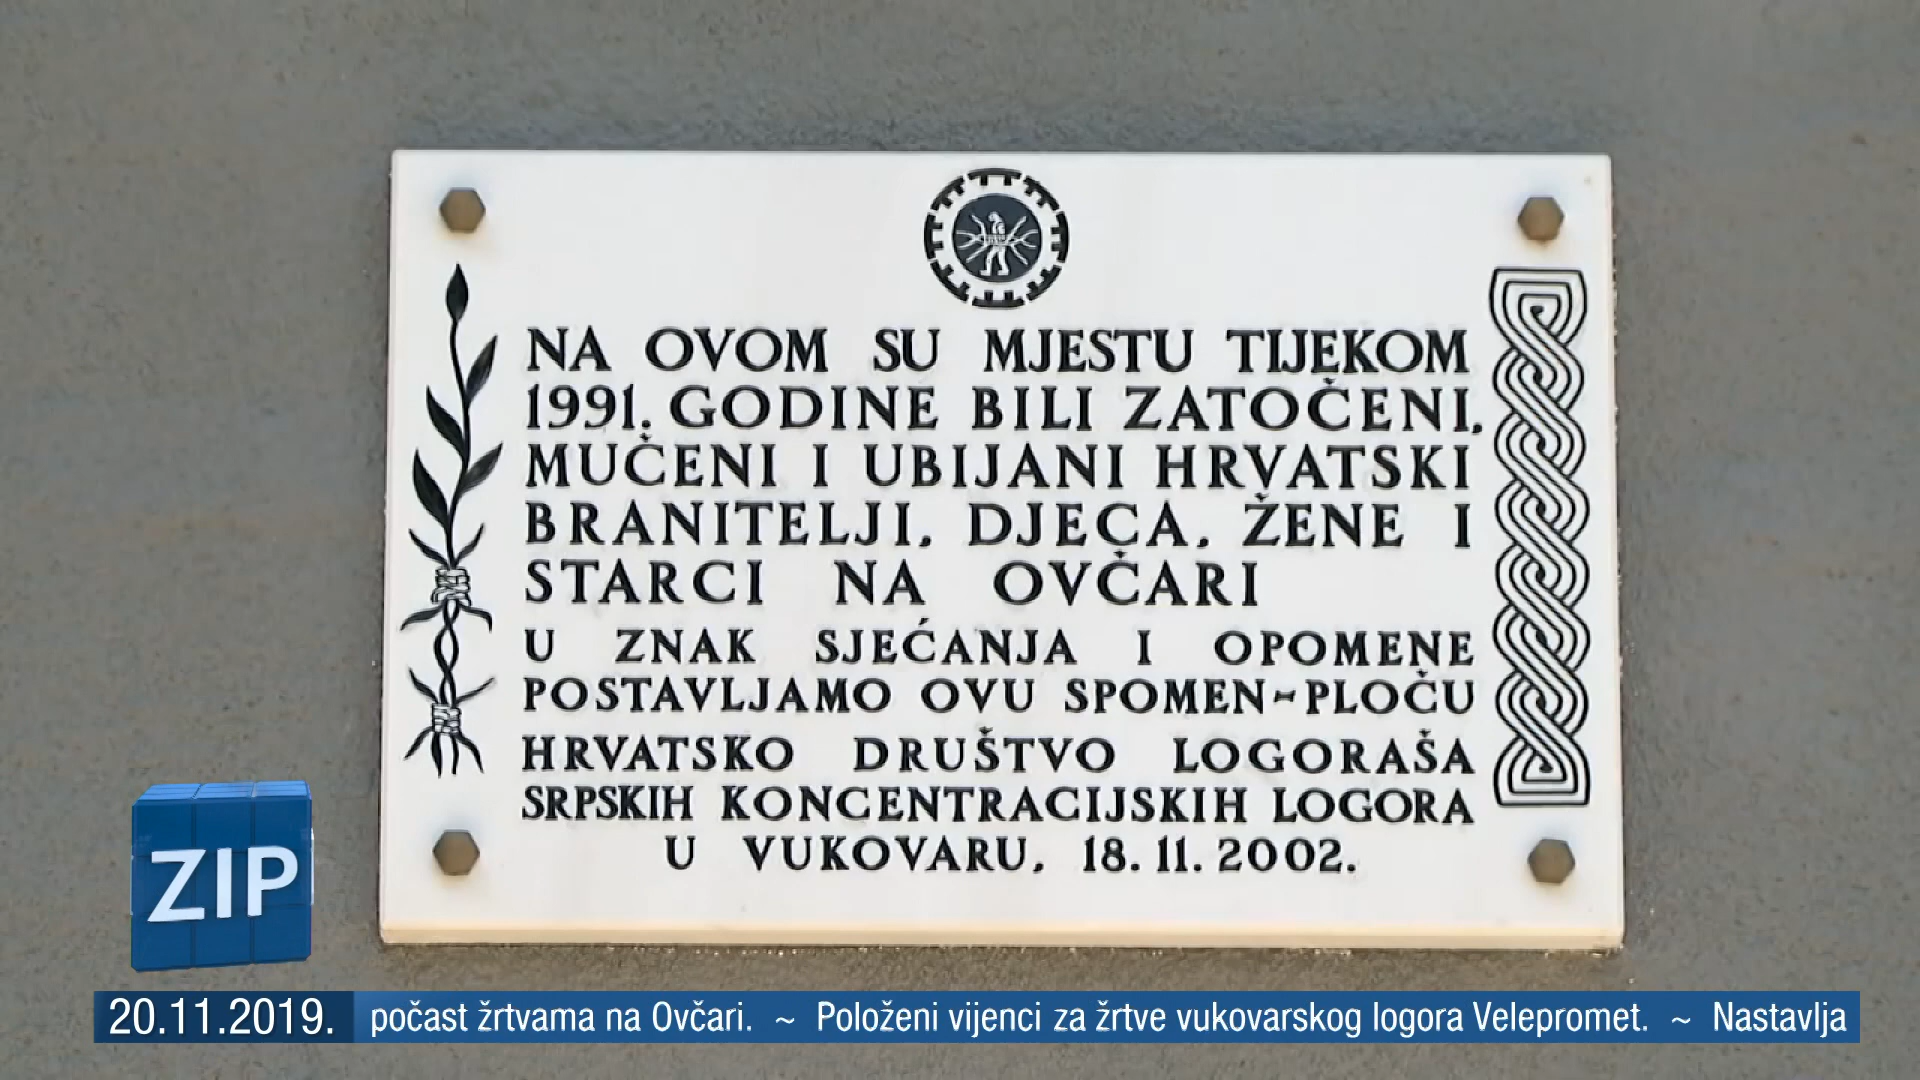 NA OVOM SU MJESTU TIJEKOM
1991. GODINE BILI ZATOČENI,
MUČENI I UBIJANI HRVATSKI
BRANITELJI, DJECA, ŽENE I
STARCI NA OVČARI
U ZNAK SJEĆANJA I OPOMENE
POSTAVLJAMO OVU SPOMEN-PLOČU
HRVATSKO DRUŠTVO LOGORAŠA
SRPSKIH KONCENTRACIJSKIH LOGORA
U VUKOVARU, 18. 11. 2002.
ZIP
20.11.2019. počast žrtvama na Ovčari. ~ Položeni vijenci za žrtve vukovarskog logora Velepromet. ~ Nastavlja